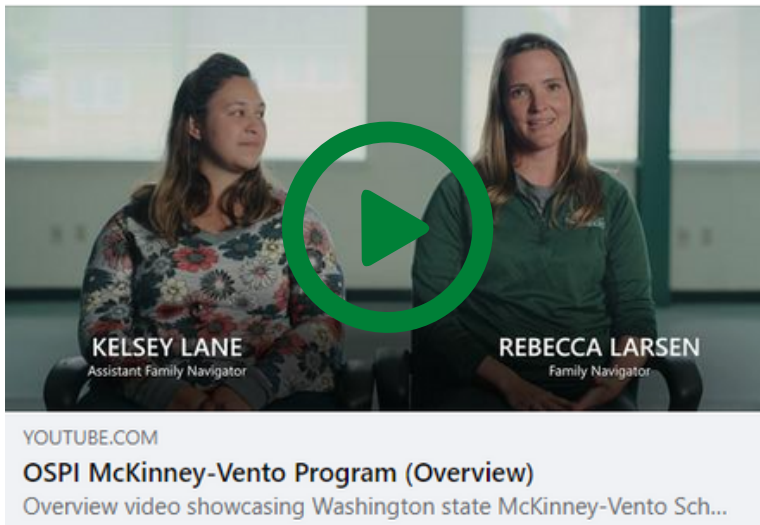 KELSEY LANE
Assistant Family Navigator
REBECCA LARSEN
Family Navigator
YOUTUBE.COM
OSPI McKinney-Vento Program (Overview)
Overview video showcasing Washington state McKinney-Vento Sch...